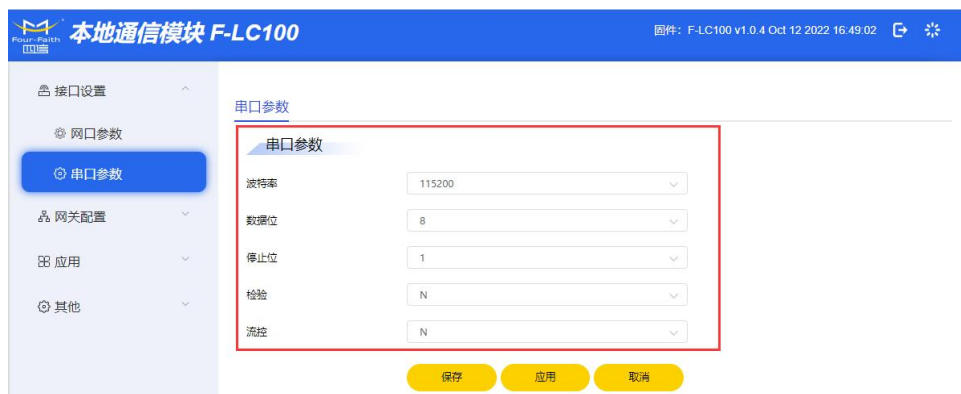 Four-Faith
四信
本地通信模块 F-LC100
固件：F-LC100 v1.0.4 Oct 12 2022 16:49:02
接口设置
网口参数
串口参数
网关配置
应用
其他
串口参数
串口参数
波特率 115200
数据位 8
停止位 1
检验 N
流控 N
保存 应用 取消